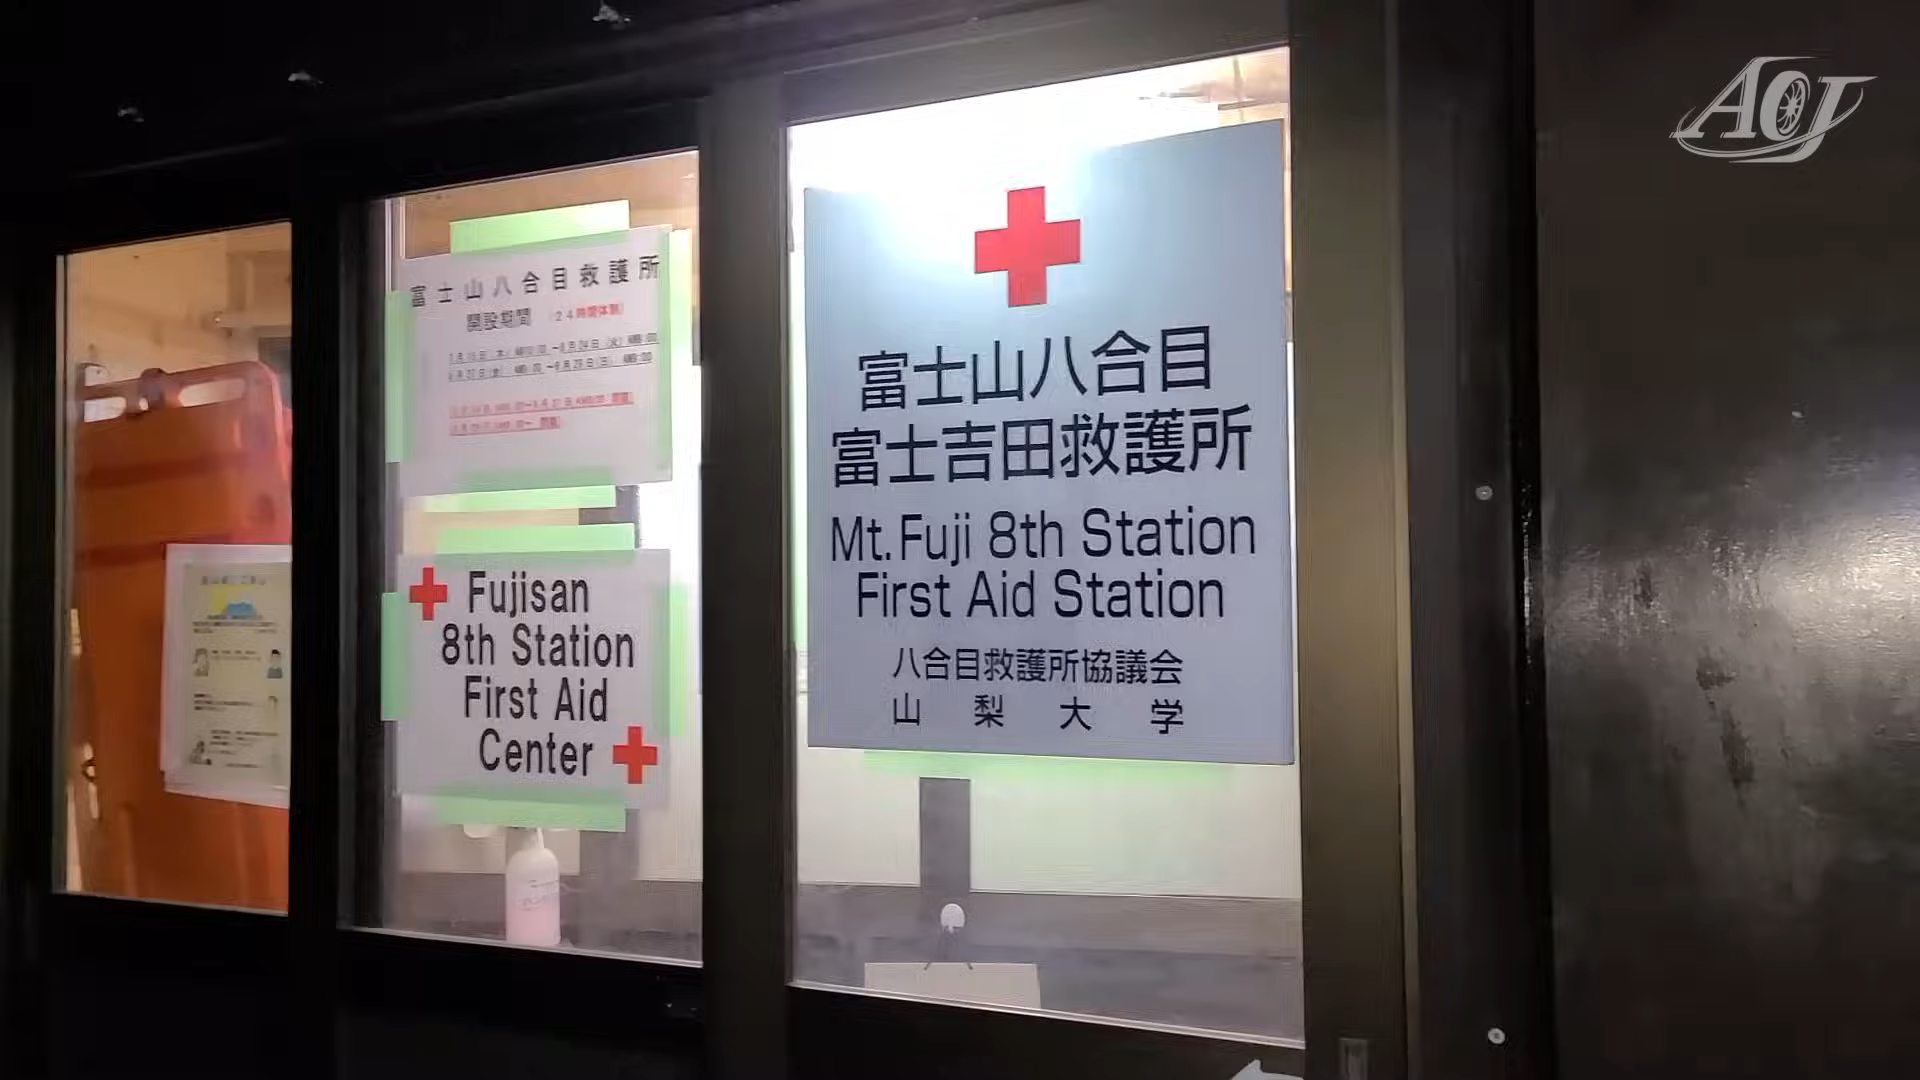 富士山八合目救護所
開設期間 (24時間体制)
Fujisan
8th Station
First Aid
Center
富士山八合目
富士吉田救護所
Mt. Fuji 8th Station
First Aid Station
八合目救護所協議会
山梨大学
AOI